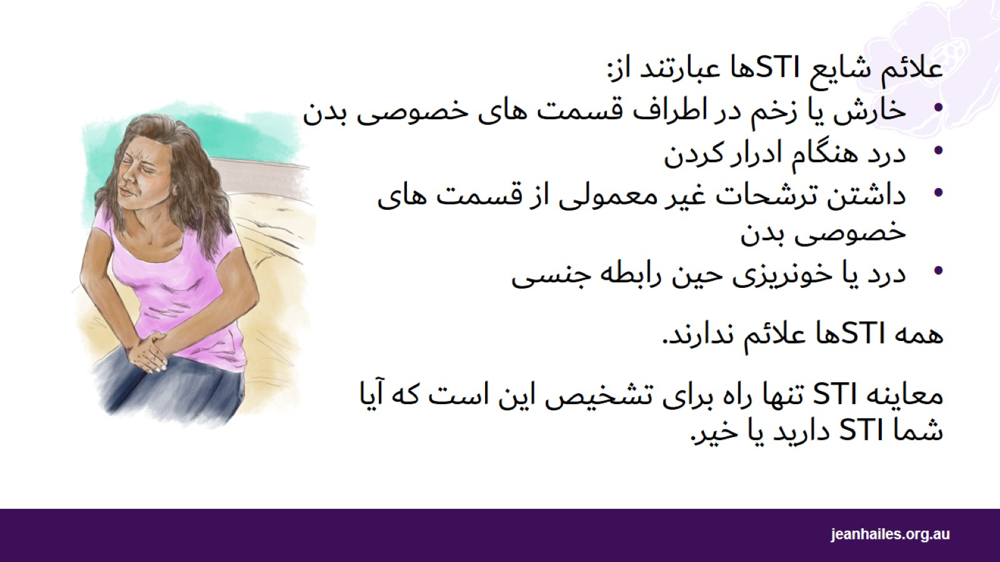 علائم شایع STIها عبارتند از:
• خارش یا زخم در اطراف قسمت های خصوصی بدن
• درد هنگام ادرار کردن
• داشتن ترشحات غیر معمولی از قسمت های
خصوصی بدن
• درد یا خونریزی حین رابطه جنسی
همه STIها علائم ندارند.
معاینه STI تنها راه برای تشخیص این است که آیا
شما STI دارید یا خیر.
jeanhailes.org.au